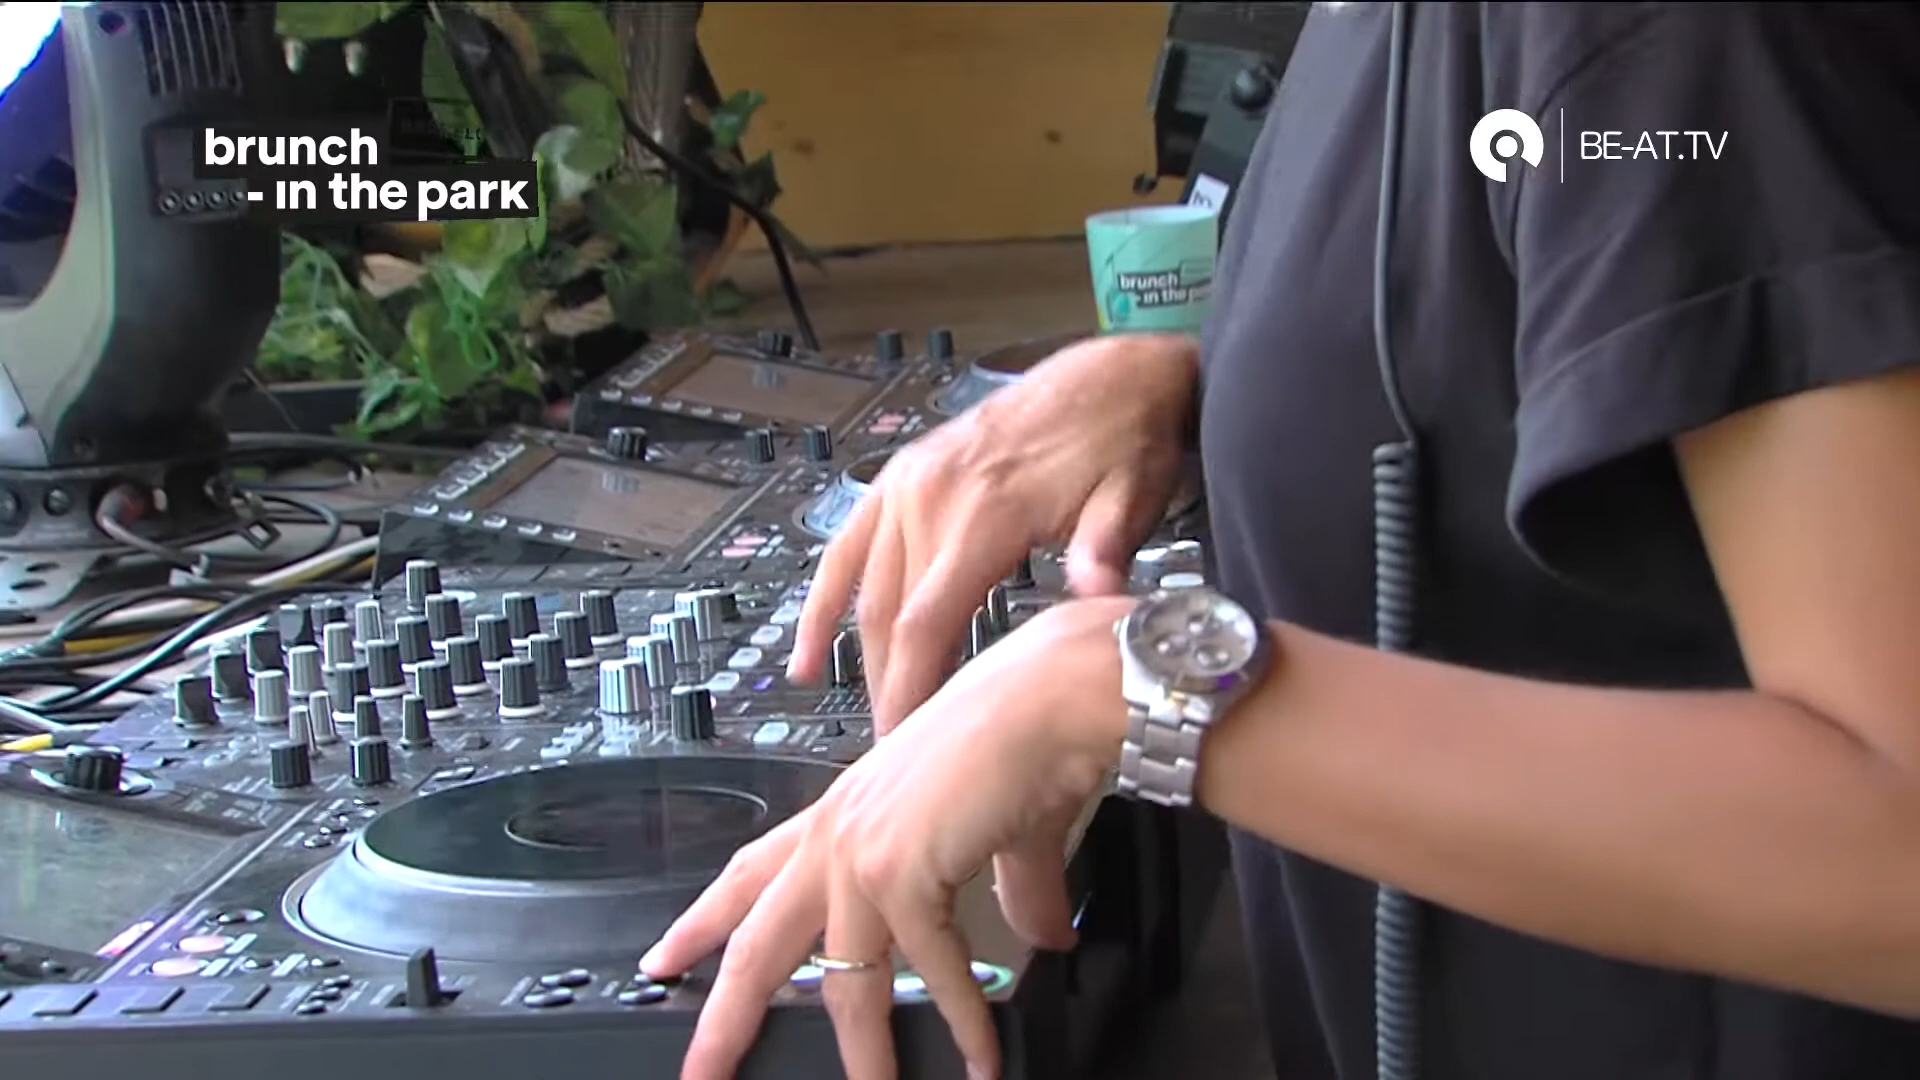 brunch
- in the park
BE-AT.TV
brunch
- in the